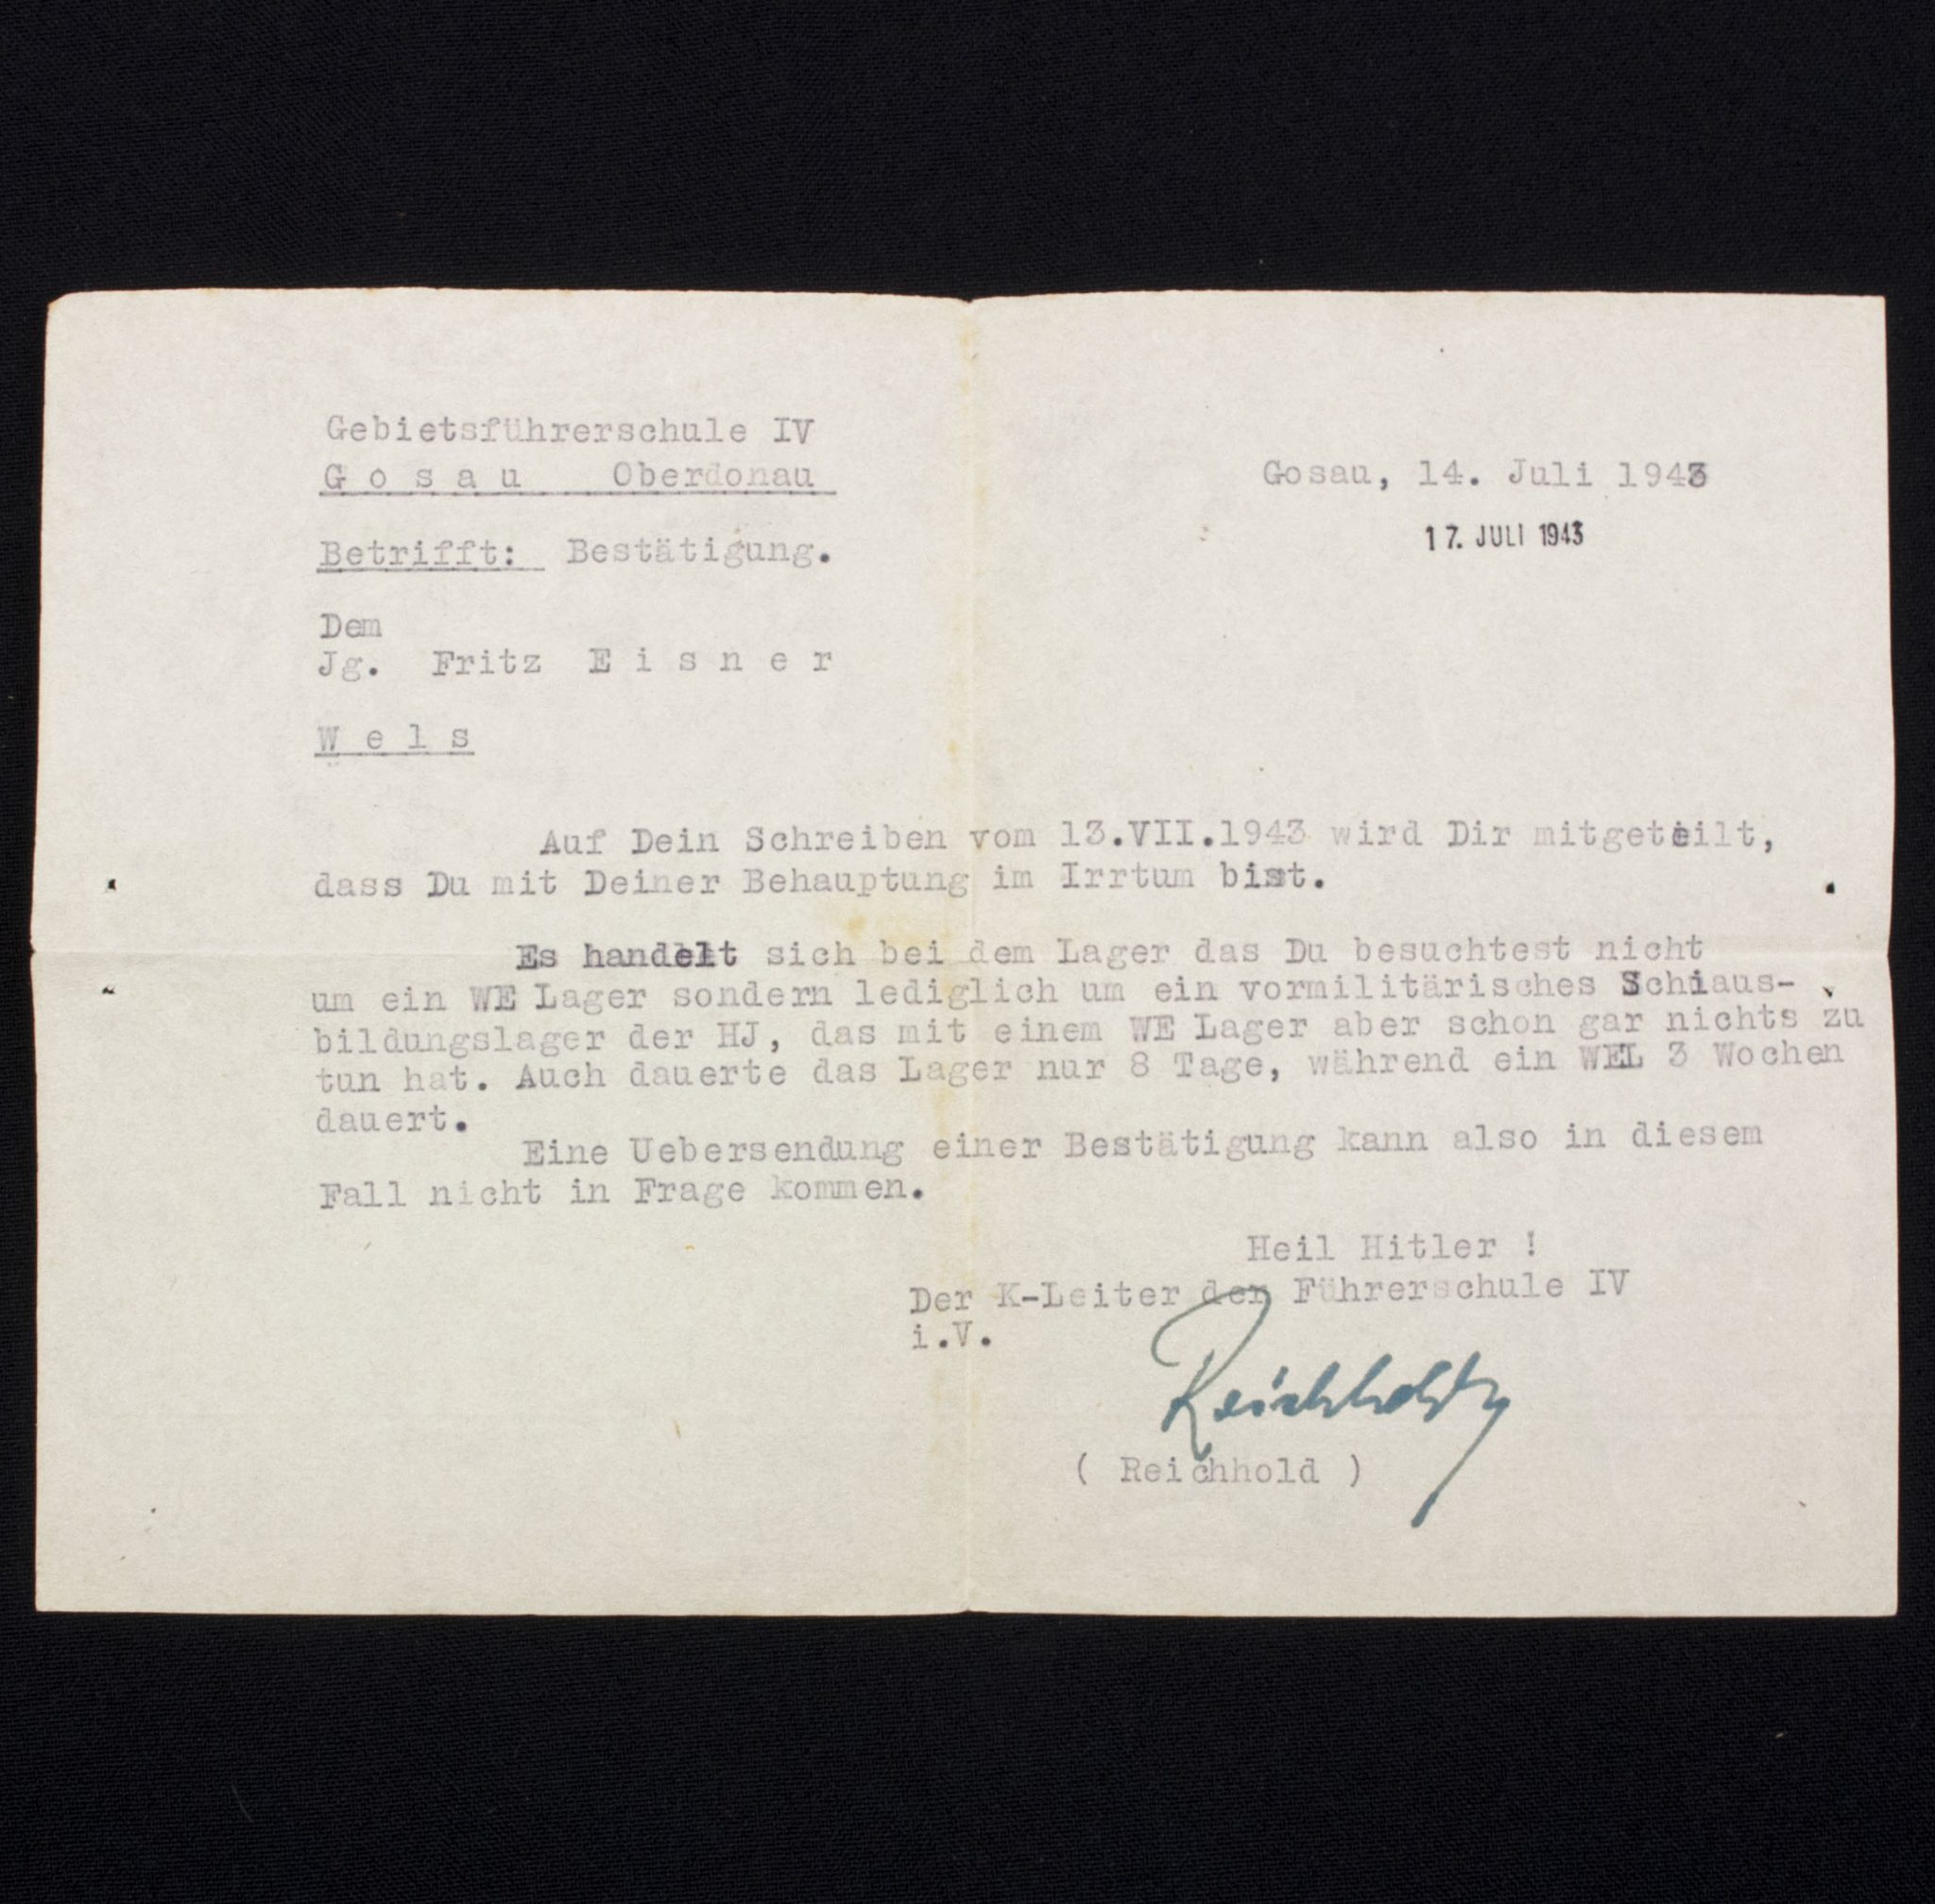 Gebietsführerschule IV
G o s a u Oberdonau
Gosau, 14. Juli 1943
17. JULI 1943
Betrifft: Bestätigung.
Dem
Jg. Fritz E i s n e r
W e l s
Auf Dein Schreiben vom 13.VII.1943 wird Dir mitgeteilt,
dass Du mit Deiner Behauptung im Irrtum bist.
Es handelt sich bei dem Lager das Du besuchtest nicht
um ein WE Lager sondern lediglich um ein vormilitärisches Schiaus-
bildungslager der HJ, das mit einem WE Lager aber schon gar nichts zu
tun hat. Auch dauerte das Lager nur 8 Tage, während ein WEL 3 Wochen
dauert.
Eine Uebersendung einer Bestätigung kann also in diesem
Fall nicht in Frage kommen.
Heil Hitler !
Der K-Leiter der Führerschule IV
i.V.
Reichhold
( Reichhold )